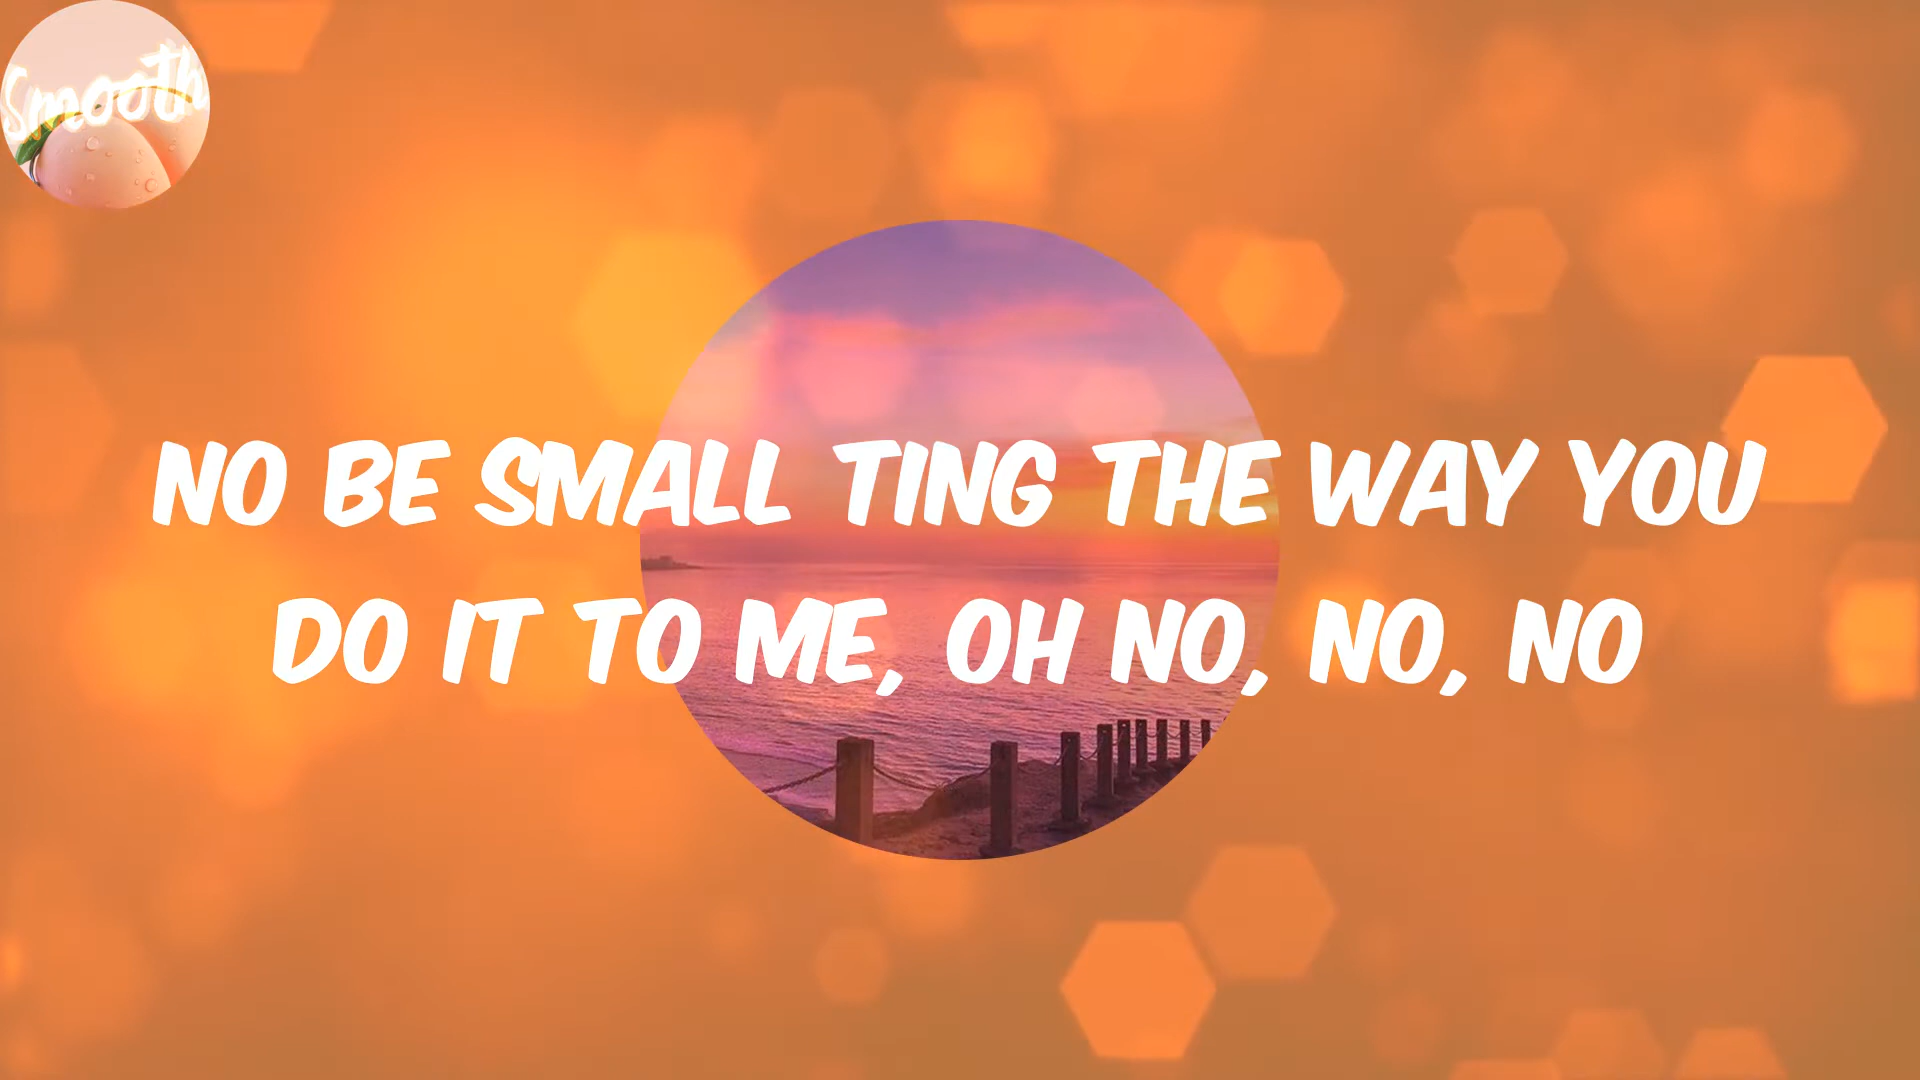 Smooth
NO BE SMALL TING THE WAY YOU
DO IT TO ME, OH NO, NO, NO